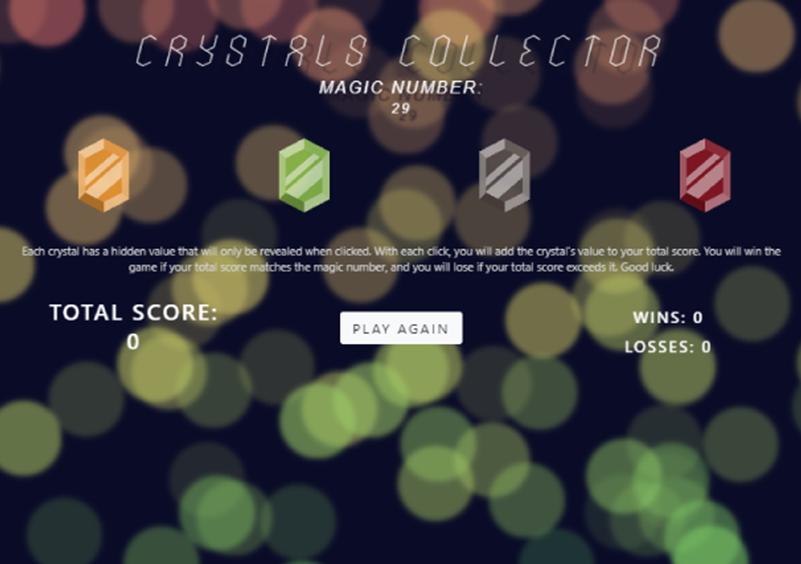 CRYSTALS COLLECTOR
MAGIC NUMBER:
29
Each crystal has a hidden value that will only be revealed when clicked. With each click, you will add the crystal's value to your total score. You will win the
game if your total score matches the magic number, and you will lose if your total score exceeds it. Good luck.
TOTAL SCORE:
0
PLAY AGAIN
WINS: 0
LOSSES: 0